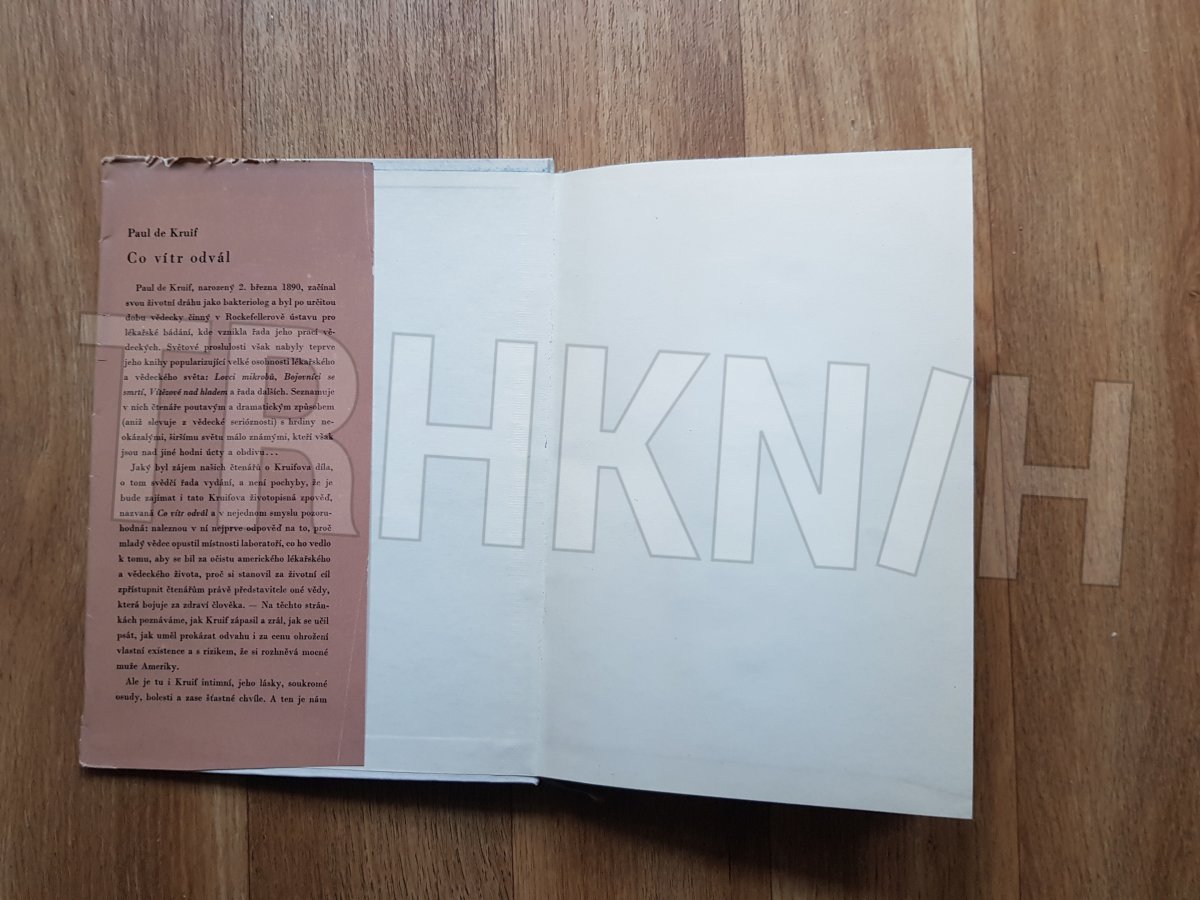 Paul de Kruif
Co vítr odvál
Paul de Kruif, narozený 2. března 1890, začínal
svou životní dráhu jako bakteriolog a byl po určitou
dobu vědecky činný v Rockefellerově ústavu pro
lékařské bádání, kde vznikla řada jeho prací vě-
deckých. Světové proslulosti však nabyly teprve
jeho knihy popularizující velké osobnosti lékařského
a vědeckého světa: Lovci mikrobů, Bojovníci se
smrtí, Vítězové nad hladem a řada dalších. Seznamuje
v nich čtenáře poutavým a dramatickým způsobem
(aniž slevuje z vědecké serióznosti) s hrdiny ne-
okázalými, širšímu světu málo známými, kteří však
jsou nad jiné hodni úcty a obdivu...
Jaký byl zájem našich čtenářů o Kruifova díla,
o tom svědčí řada vydání, a není pochyby, že je
bude zajímat i tato Kruifova životopisná zpověď,
nazvaná Co vítr odvál a v nejednom smyslu pozoru-
hodná: naleznou v ní nejprve odpověď na to, proč
mladý vědec opustil místnosti laboratoří, co ho vedlo
k tomu, aby se bil za očistu amerického lékařského
a vědeckého života, proč si stanovil za životní cíl
zpřístupnit čtenářům právě představitele oné vědy,
která bojuje za zdraví člověka. — Na těchto strán-
kách poznáváme, jak Kruif zápasil a zrál, jak se učil
psát, jak uměl prokázat odvahu i za cenu ohrožení
vlastní existence a s rizikem, že si rozhněvá mocné
muže Ameriky.
Ale je tu i Kruif intimní, jeho lásky, soukromé
osudy, bolesti a zase šťastné chvíle. A ten je nám
TRHKNIH